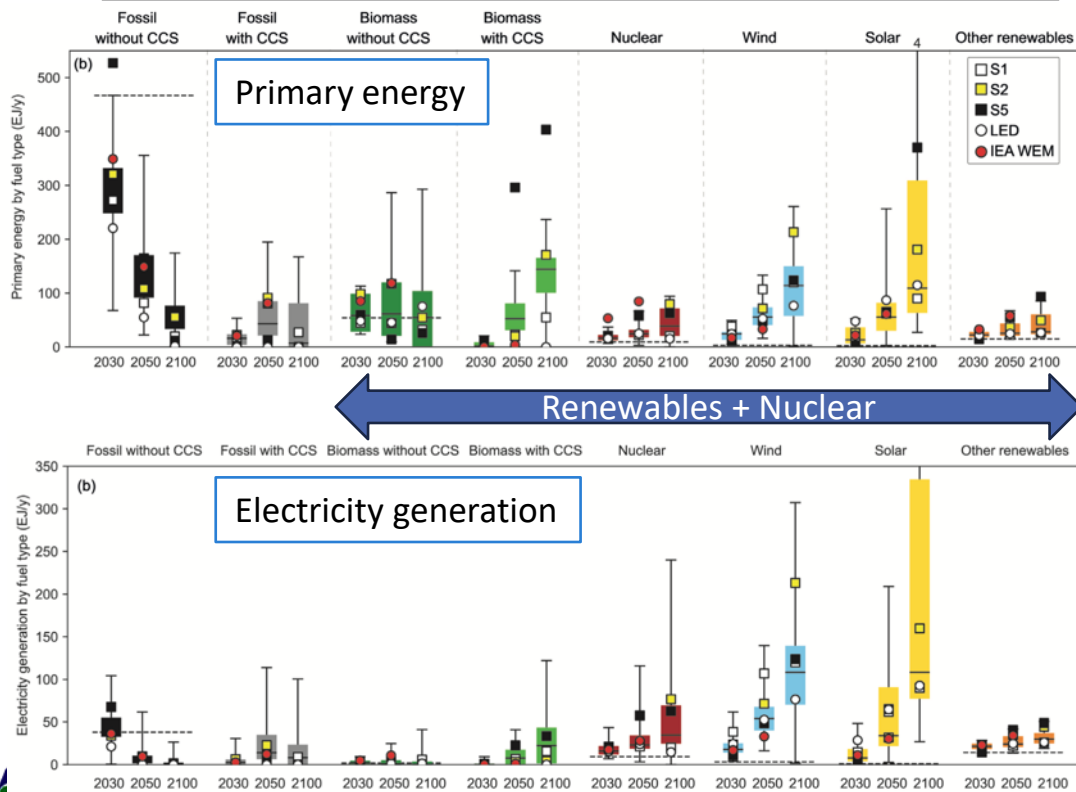 Fossil without CCS
Fossil with CCS
Biomass without CCS
Biomass with CCS
Nuclear
Wind
Solar
Other renewables
4
(b)
Primary energy
S1
S2
S5
LED
IEA WEM
Primary energy by fuel type (EJ/y)
500
400
300
200
100
0
2030 2050 2100 2030 2050 2100 2030 2050 2100 2030 2050 2100 2030 2050 2100 2030 2050 2100 2030 2050 2100 2030 2050 2100
Renewables + Nuclear
Fossil without CCS Fossil with CCS Biomass without CCS Biomass with CCS Nuclear Wind Solar Other renewables
(b)
Electricity generation
Electricity generation by fuel type (EJ/y)
350
300
250
200
150
100
50
0
2030 2050 2100 2030 2050 2100 2030 2050 2100 2030 2050 2100 2030 2050 2100 2030 2050 2100 2030 2050 2100 2030 2050 2100